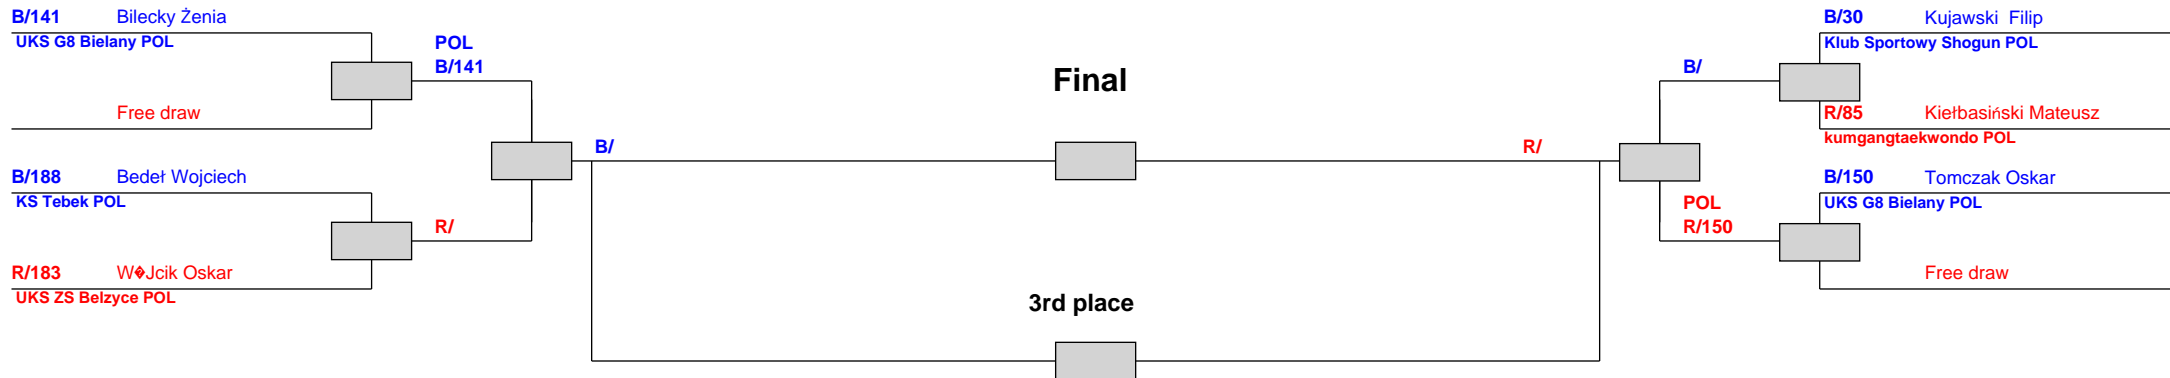 B/141 Bilecky Żenia
UKS G8 Bielany POL
Free draw
POL
B/141
B/188 Bedeł Wojciech
KS Tebek POL
R/183 W�Jcik Oskar
UKS ZS Belzyce POL
R/
B/
Final
3rd place
R/
B/
POL
R/150
B/30 Kujawski Filip
Klub Sportowy Shogun POL
R/85 Kiełbasiński Mateusz
kumgangtaekwondo POL
B/150 Tomczak Oskar
UKS G8 Bielany POL
Free draw